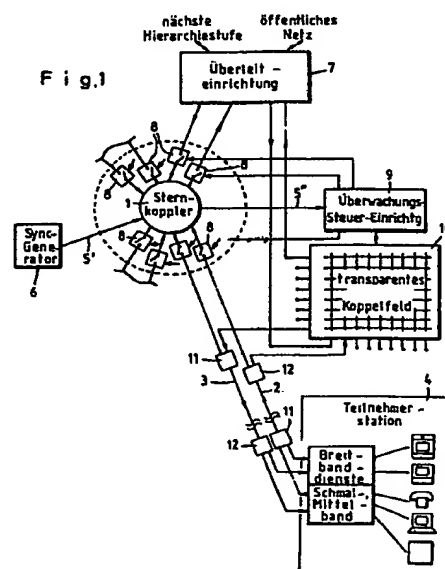 nächste
Hierarchiestufe
öffentliches
Netz
Fig.1
Überleit-
einrichtung
7
8
8
8
8
8
1
Stern-
koppler
S"
9
Überwachungs-
Steuer-Einrichtg
Sync-
Generator
6
S'
transparentes
Koppelfeld
11
12
3
2
4
Teilnehmer-
station
11
12
Breit-
band-
dienste
Schmal-,
Mittel-
band